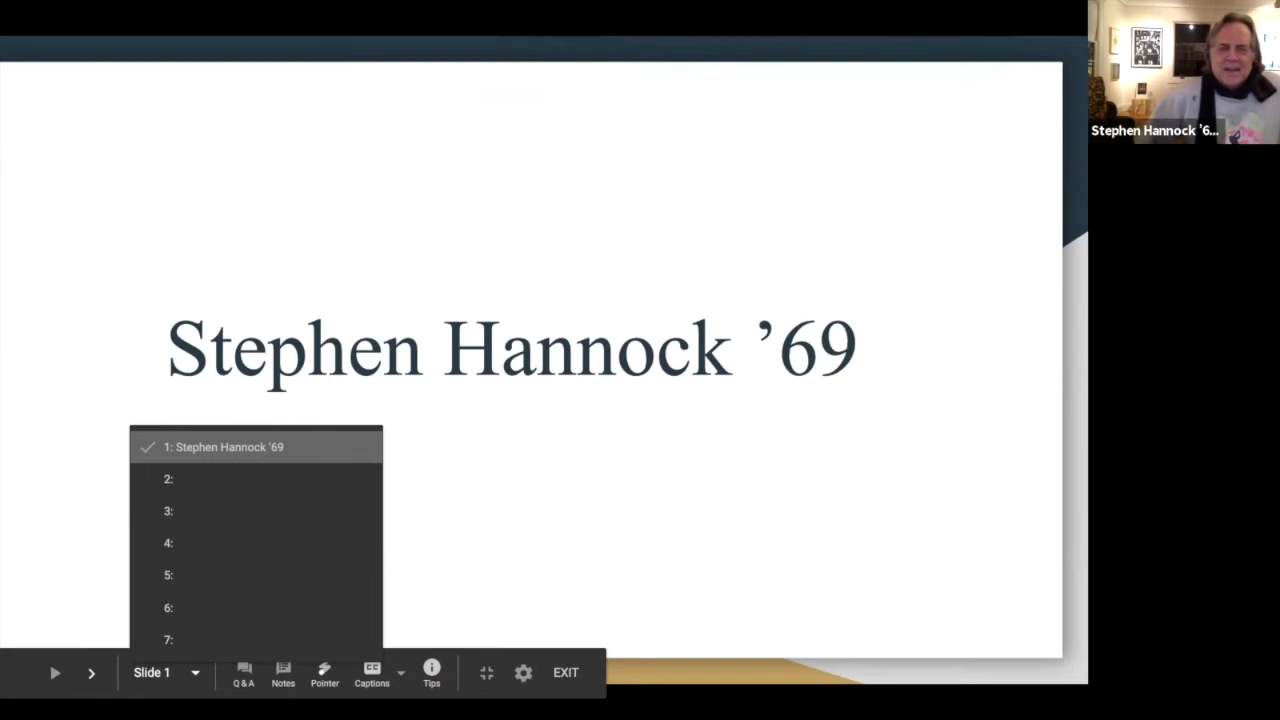 Stephen Hannock ’6...
Stephen Hannock ’69
1: Stephen Hannock ’69
2:
3:
4:
5:
6:
7:
Slide 1
Q & A
Notes
Pointer
CC
Captions
Tips
EXIT